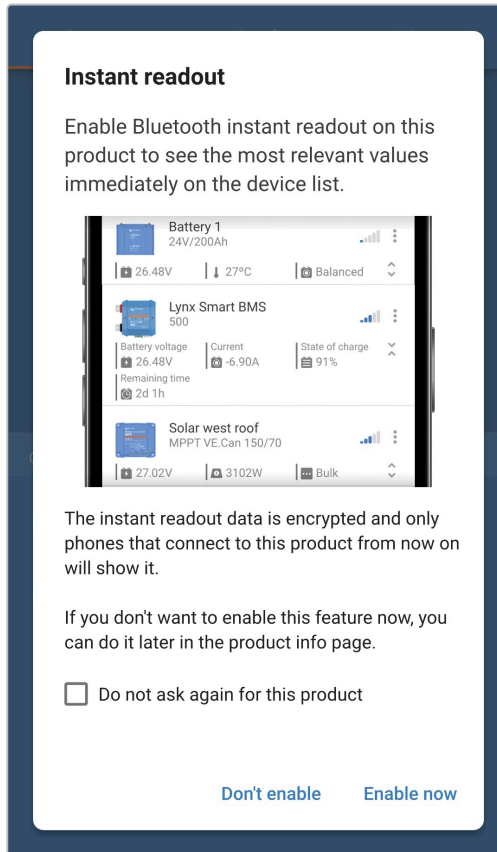 Instant readout
Enable Bluetooth instant readout on this
product to see the most relevant values
immediately on the device list.
Battery 1
24V/200Ah
26.48V 27ºC Balanced
Lynx Smart BMS
500
Battery voltage Current State of charge
26.48V -6.90A 91%
Remaining time
2d 1h
Solar west roof
MPPT VE.Can 150/70
27.02V 3102W Bulk
The instant readout data is encrypted and only
phones that connect to this product from now on
will show it.
If you don't want to enable this feature now, you
can do it later in the product info page.
Do not ask again for this product
Don't enable Enable now